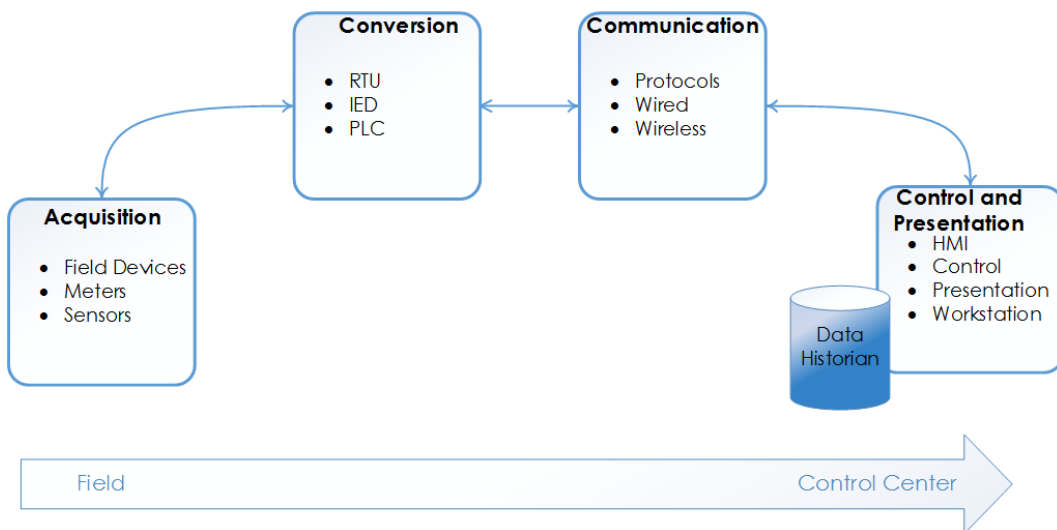 Conversion
• RTU
• IED
• PLC
Communication
• Protocols
• Wired
• Wireless
Acquisition
• Field Devices
• Meters
• Sensors
Control and
Presentation
• HMI
• Control
• Presentation
• Workstation
Data
Historian
Field
Control Center